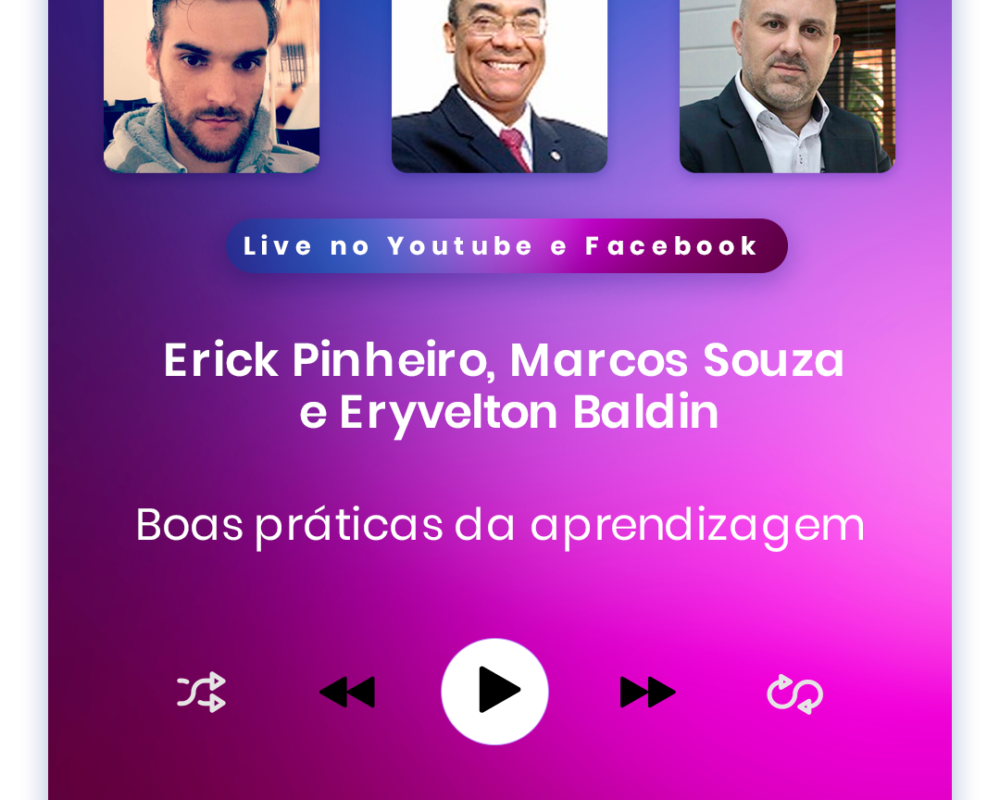 Live no Youtube e Facebook
Erick Pinheiro, Marcos Souza
e Eryvelton Baldin
Boas práticas da aprendizagem